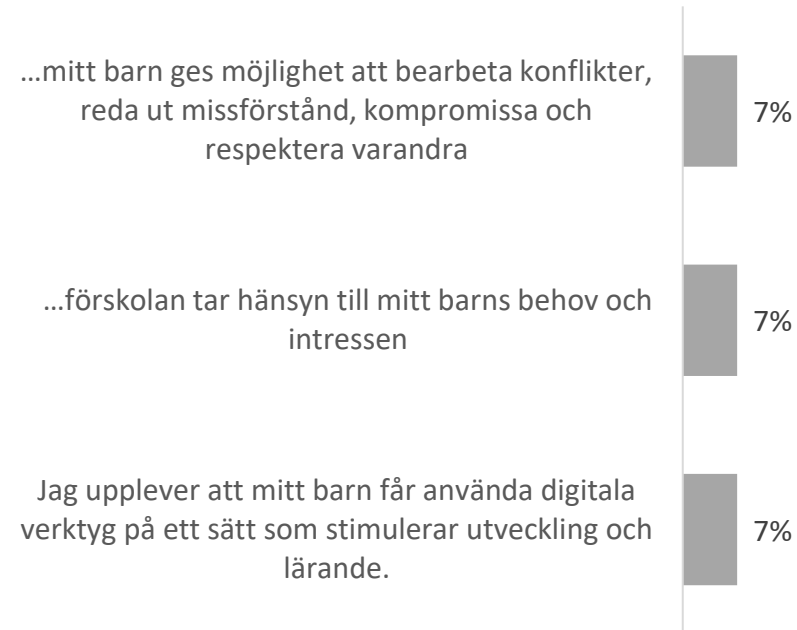 …mitt barn ges möjlighet att bearbeta konflikter,
reda ut missförstånd, kompromissa och
respektera varandra
7%
…förskolan tar hänsyn till mitt barns behov och
intressen
7%
Jag upplever att mitt barn får använda digitala
verktyg på ett sätt som stimulerar utveckling och
lärande.
7%